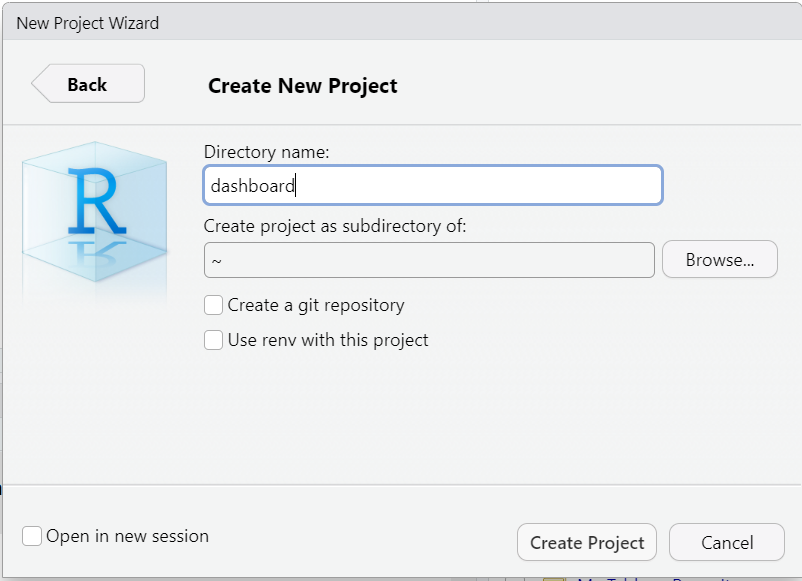 New Project Wizard
Back
Create New Project
R
Directory name:
dashboard
Create project as subdirectory of:
~
Browse...
Create a git repository
Use renv with this project
Open in new session
Create Project
Cancel